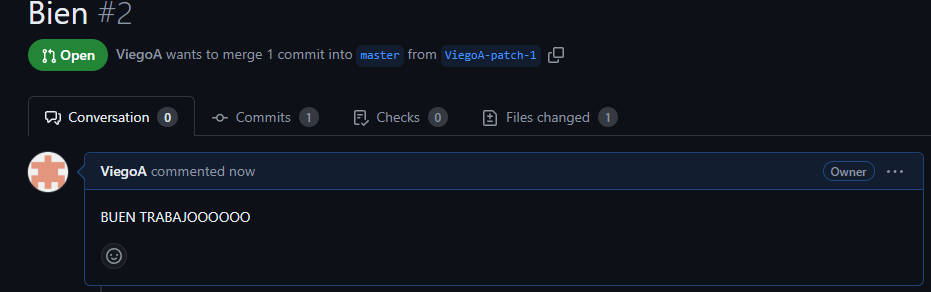 Bien #2
Open ViegoA wants to merge 1 commit into master from ViegoA-patch-1
Conversation 0 Commits 1 Checks 0 Files changed 1
ViegoA commented now Owner
BUEN TRABAJOOOOOO